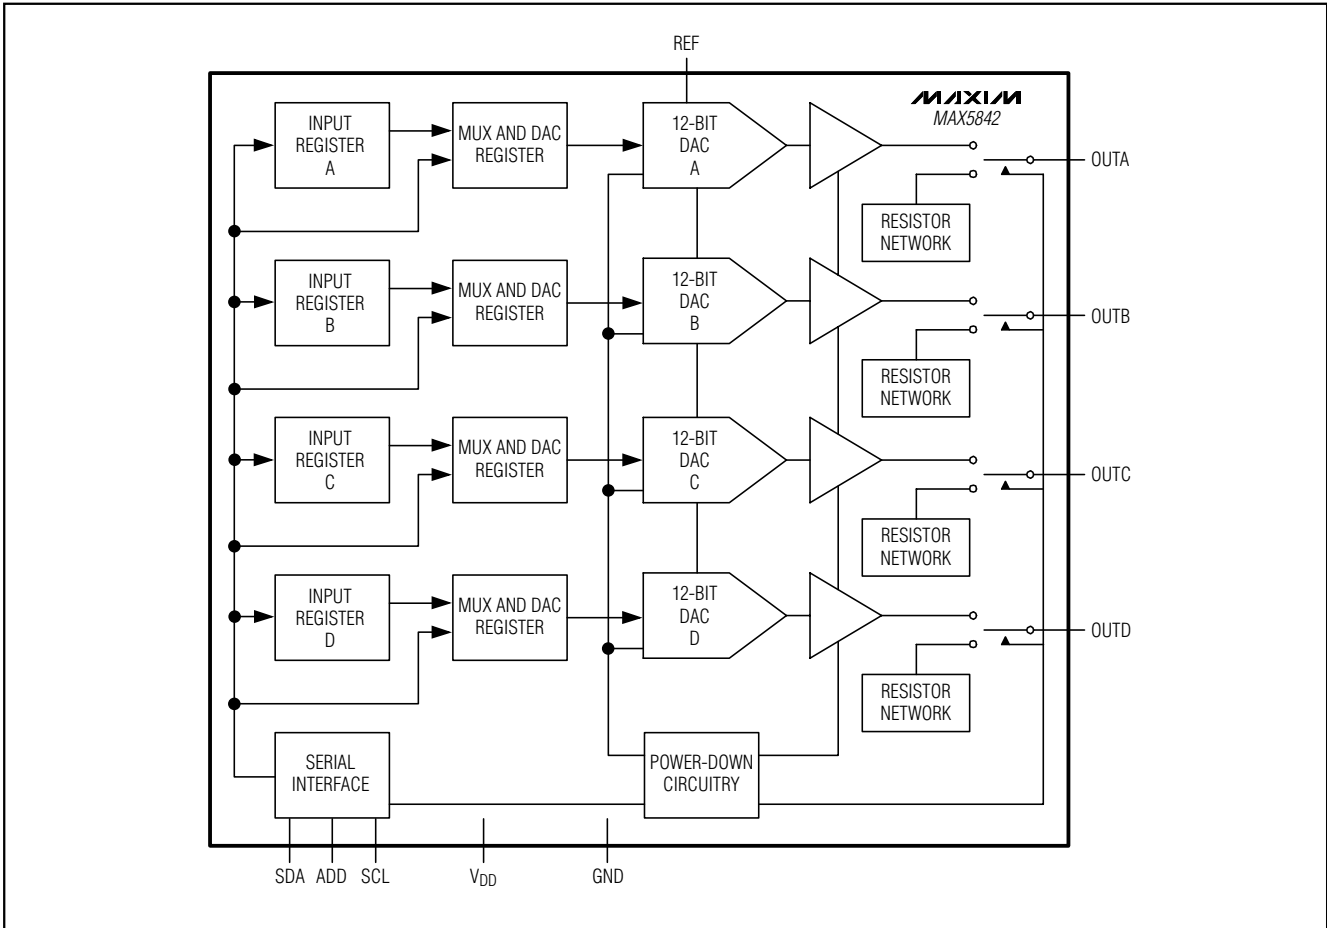 REF
MAXIM
MAX5842
INPUT
REGISTER
A
MUX AND DAC
REGISTER
12-BIT
DAC
A
OUTA
RESISTOR
NETWORK
INPUT
REGISTER
B
MUX AND DAC
REGISTER
12-BIT
DAC
B
OUTB
RESISTOR
NETWORK
INPUT
REGISTER
C
MUX AND DAC
REGISTER
12-BIT
DAC
C
OUTC
RESISTOR
NETWORK
INPUT
REGISTER
D
MUX AND DAC
REGISTER
12-BIT
DAC
D
OUTD
RESISTOR
NETWORK
SERIAL
INTERFACE
POWER-DOWN
CIRCUITRY
SDA ADD SCL VDD GND